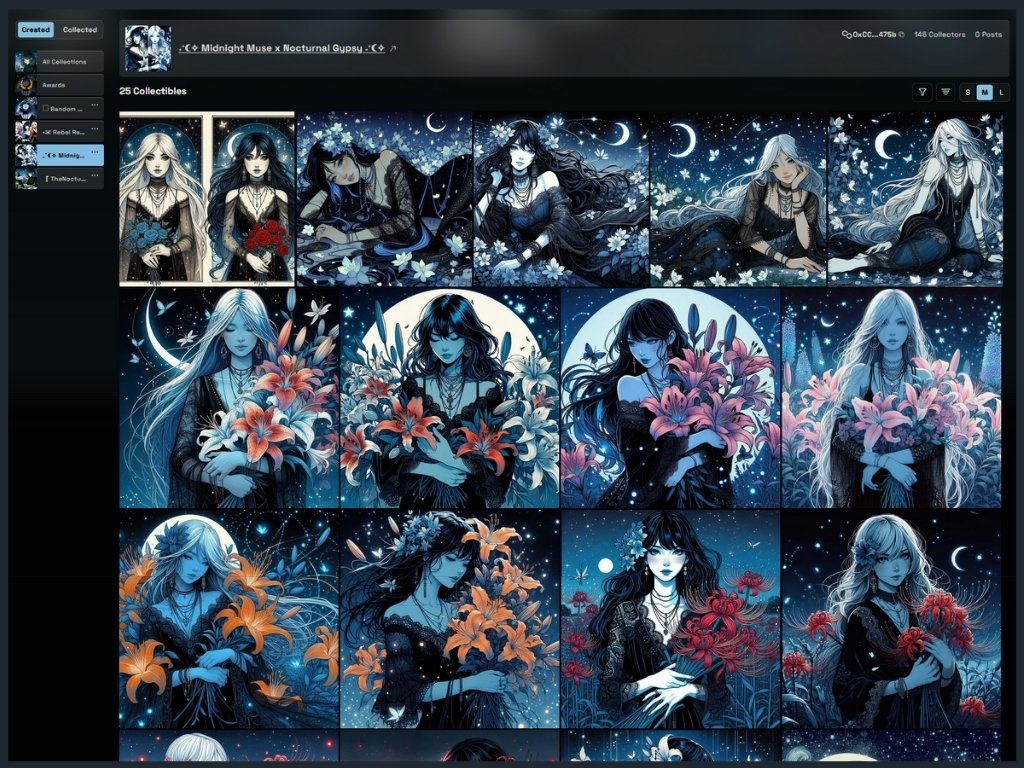 Created Collected
All Collections
Awards
Random ...
Rebel Re...
₊˚☾✧ Midnig...
TheNoctu...
₊˚☾✧ Midnight Muse x Nocturnal Gypsy ₊˚☾✧ ↗
0xCC...475b 145 Collectors 0 Posts
25 Collectibles
S M L